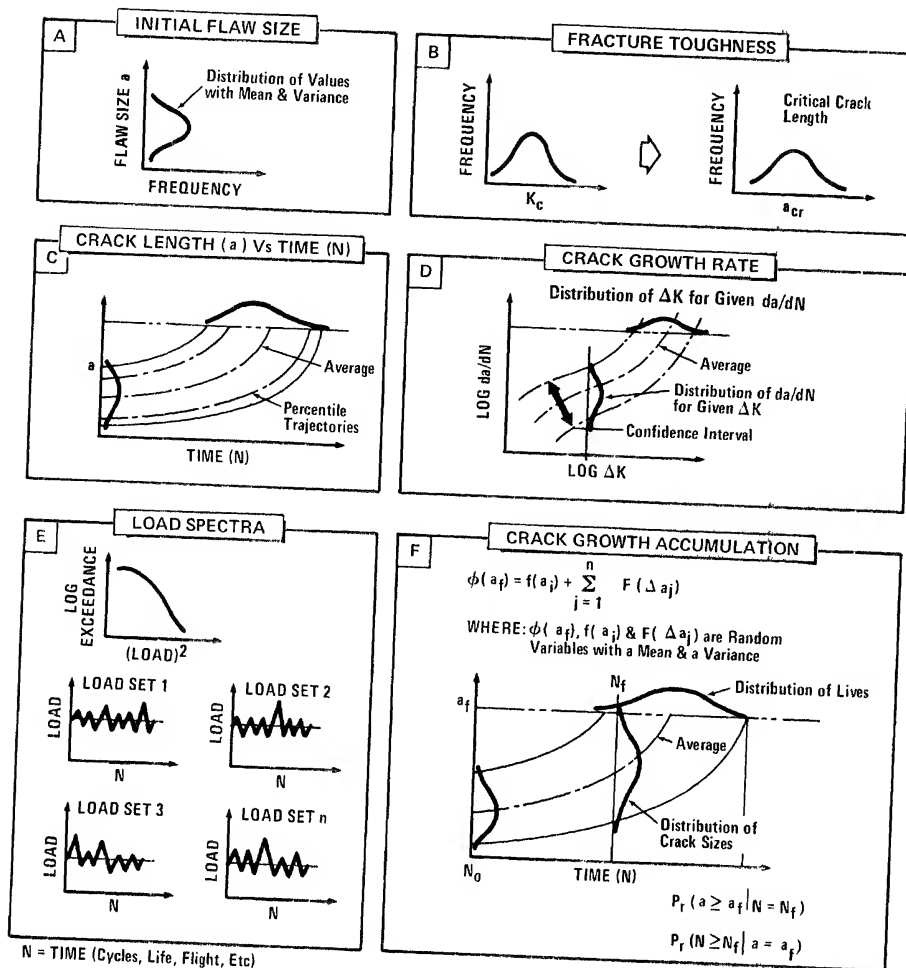 A
INITIAL FLAW SIZE
FLAW SIZE a
Distribution of Values
with Mean & Variance
FREQUENCY
B
FRACTURE TOUGHNESS
FREQUENCY
K_c
FREQUENCY
Critical Crack
Length
a_cr
CRACK LENGTH (a) Vs TIME (N)
C
a
Average
Percentile
Trajectories
TIME (N)
D
CRACK GROWTH RATE
Distribution of ΔK for Given da/dN
LOG da/dN
Average
Distribution of da/dN
for Given ΔK
Confidence Interval
LOG ΔK
E
LOAD SPECTRA
LOG
EXCEEDANCE
(LOAD)²
LOAD SET 1
LOAD
N
LOAD SET 2
LOAD
N
LOAD SET 3
LOAD
N
LOAD SET n
LOAD
N
N = TIME (Cycles, Life, Flight, Etc)
F
CRACK GROWTH ACCUMULATION
ϕ(a_f) = f(a_i) + n∑j = 1 F(Δa_j)
WHERE: ϕ(a_f), f(a_i) & F(Δa_j) are Random
Variables with a Mean & a Variance
N_f
Distribution of Lives
a_f
Average
Distribution of
Crack Sizes
N_0
TIME (N)
P_r (a ≥ a_f | N = N_f)
P_r (N ≥ N_f | a = a_f)